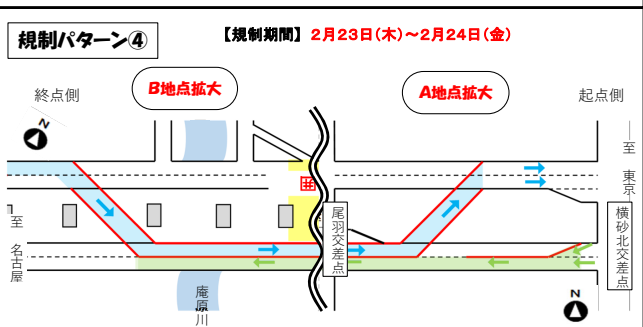 規制パターン④
【規制期間】2月23日(木)～2月24日(金)
B地点拡大
A地点拡大
終点側
起点側
N
至 東京
至 名古屋
尾羽交差点
横砂北交差点
庵原川
N